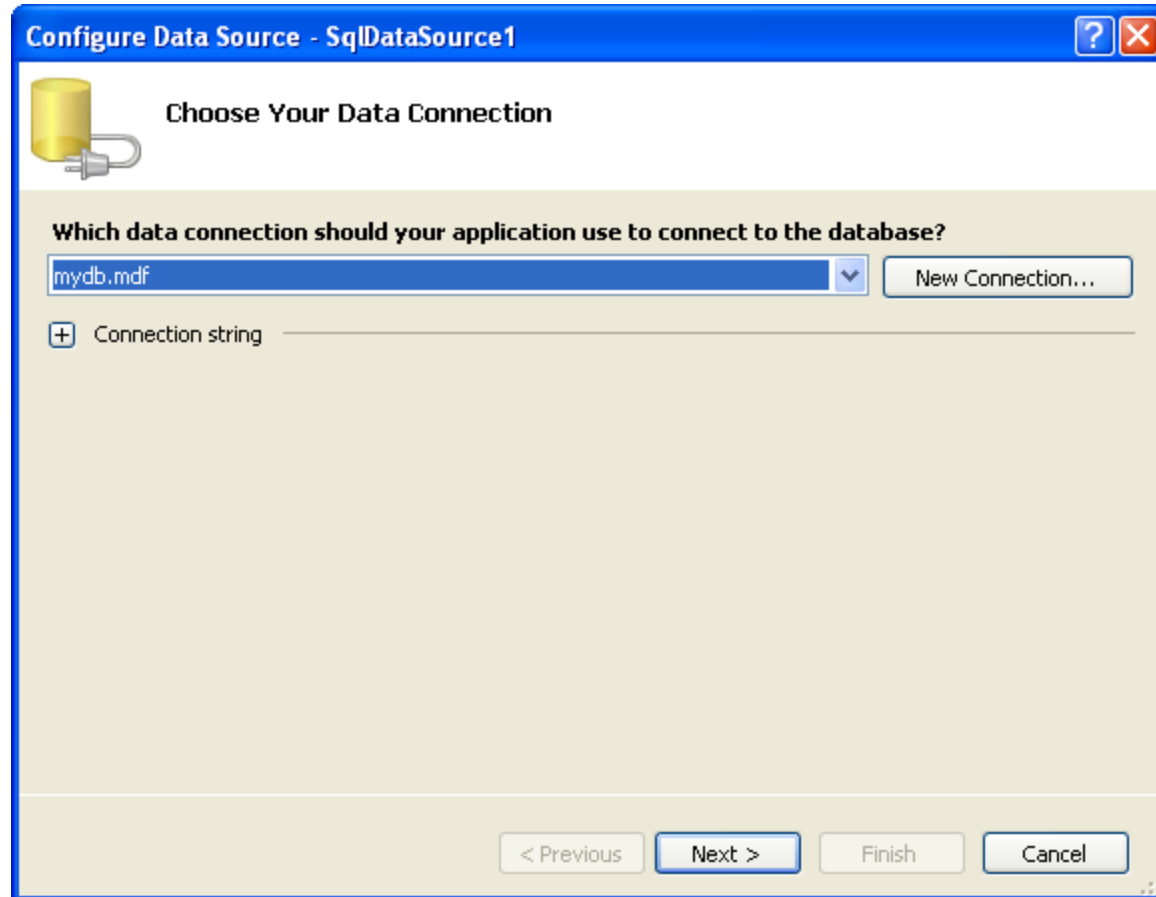 Configure Data Source - SqlDataSource1
Choose Your Data Connection
Which data connection should your application use to connect to the database?
mydb.mdf
New Connection...
Connection string
< Previous
Next >
Finish
Cancel